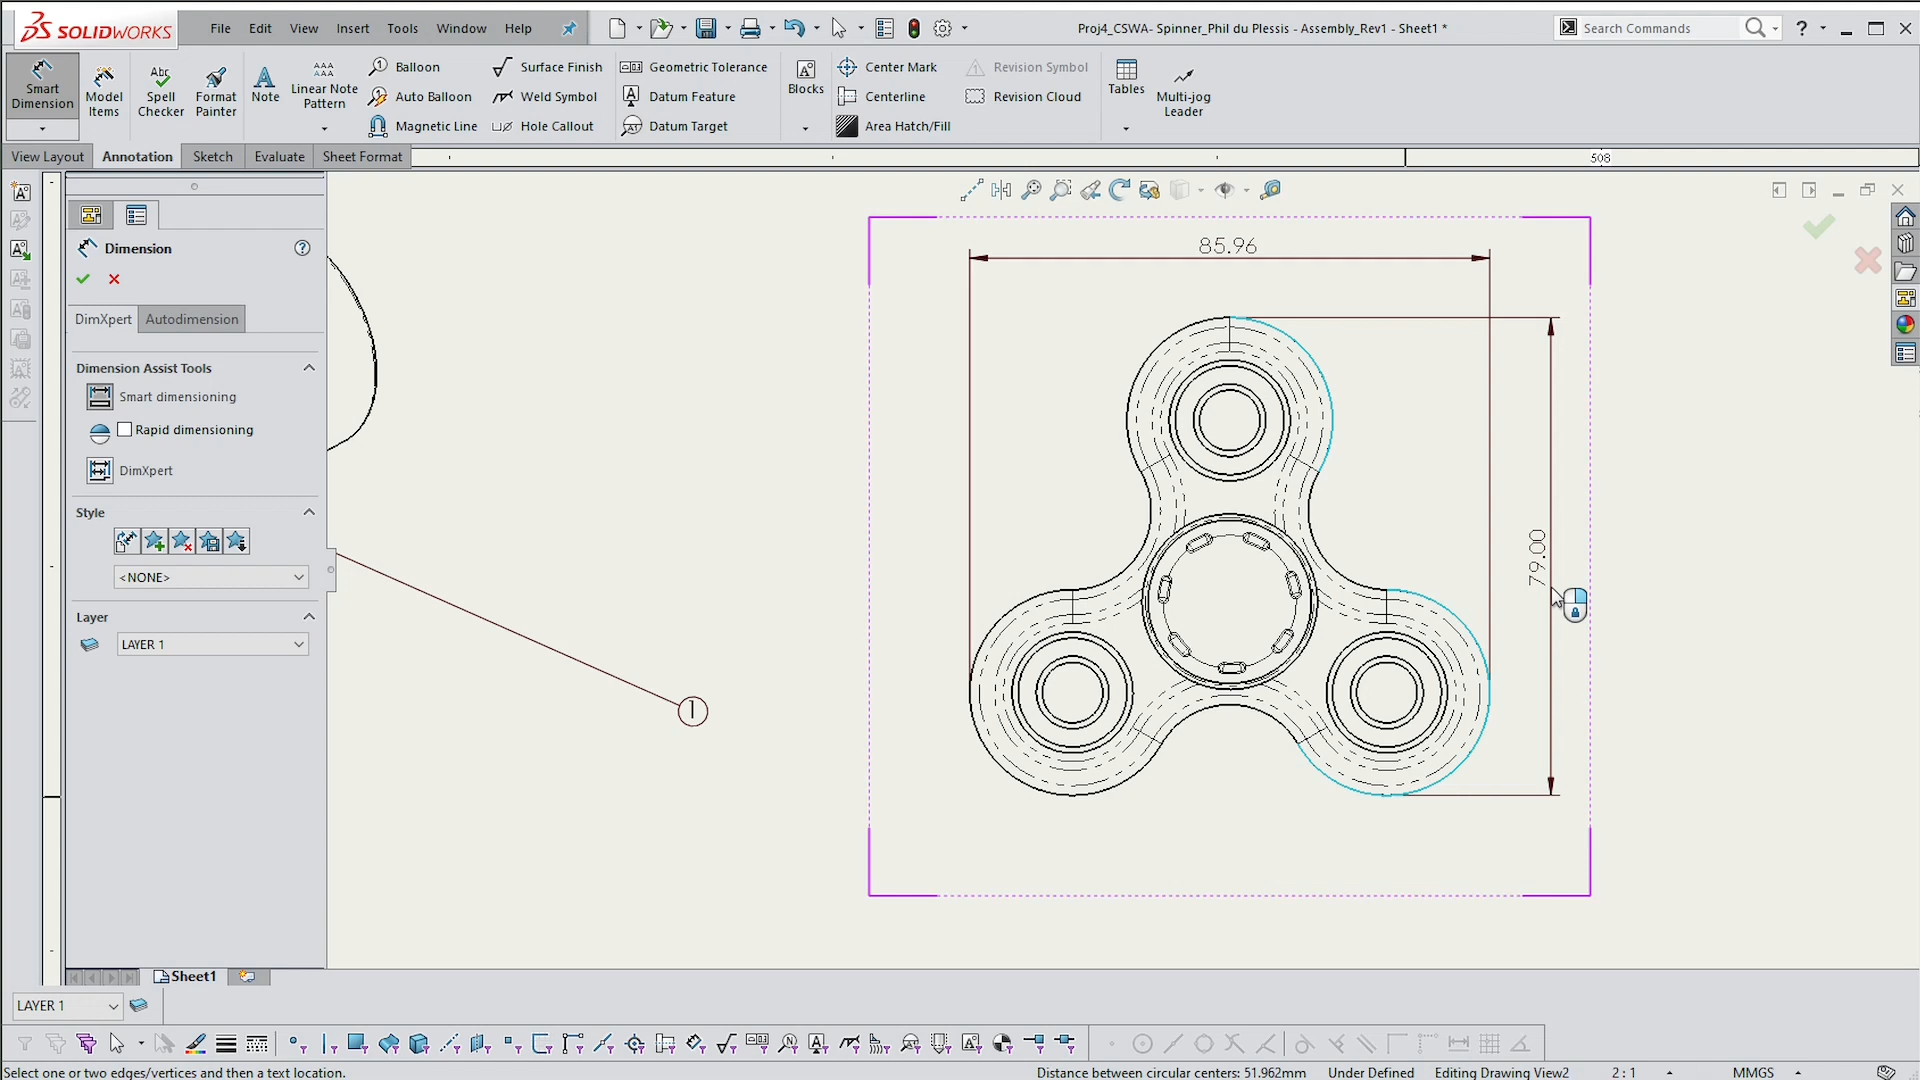 SOLIDWORKS
File Edit View Insert Tools Window Help
Proj4_CSWA- Spinner_Phil du Plessis - Assembly_Rev1 - Sheet1 *
Search Commands
?
Smart Dimension
Model Items
Spell Checker
Format Painter
Note
Linear Note Pattern
Balloon
Auto Balloon
Magnetic Line
Surface Finish
Weld Symbol
Hole Callout
Geometric Tolerance
Datum Feature
Datum Target
Blocks
Center Mark
Centerline
Area Hatch/Fill
Revision Symbol
Revision Cloud
Tables
Multi-jog Leader
View Layout Annotation Sketch Evaluate Sheet Format
508
Dimension
DimXpert Autodimension
Dimension Assist Tools
Smart dimensioning
Rapid dimensioning
DimXpert
Style
<NONE>
Layer
LAYER 1
85.96
79.00
1
Sheet1
LAYER 1
Select one or two edges/vertices and then a text location.
Distance between circular centers: 51.962mm Under Defined Editing Drawing View2 2 : 1 MMGS